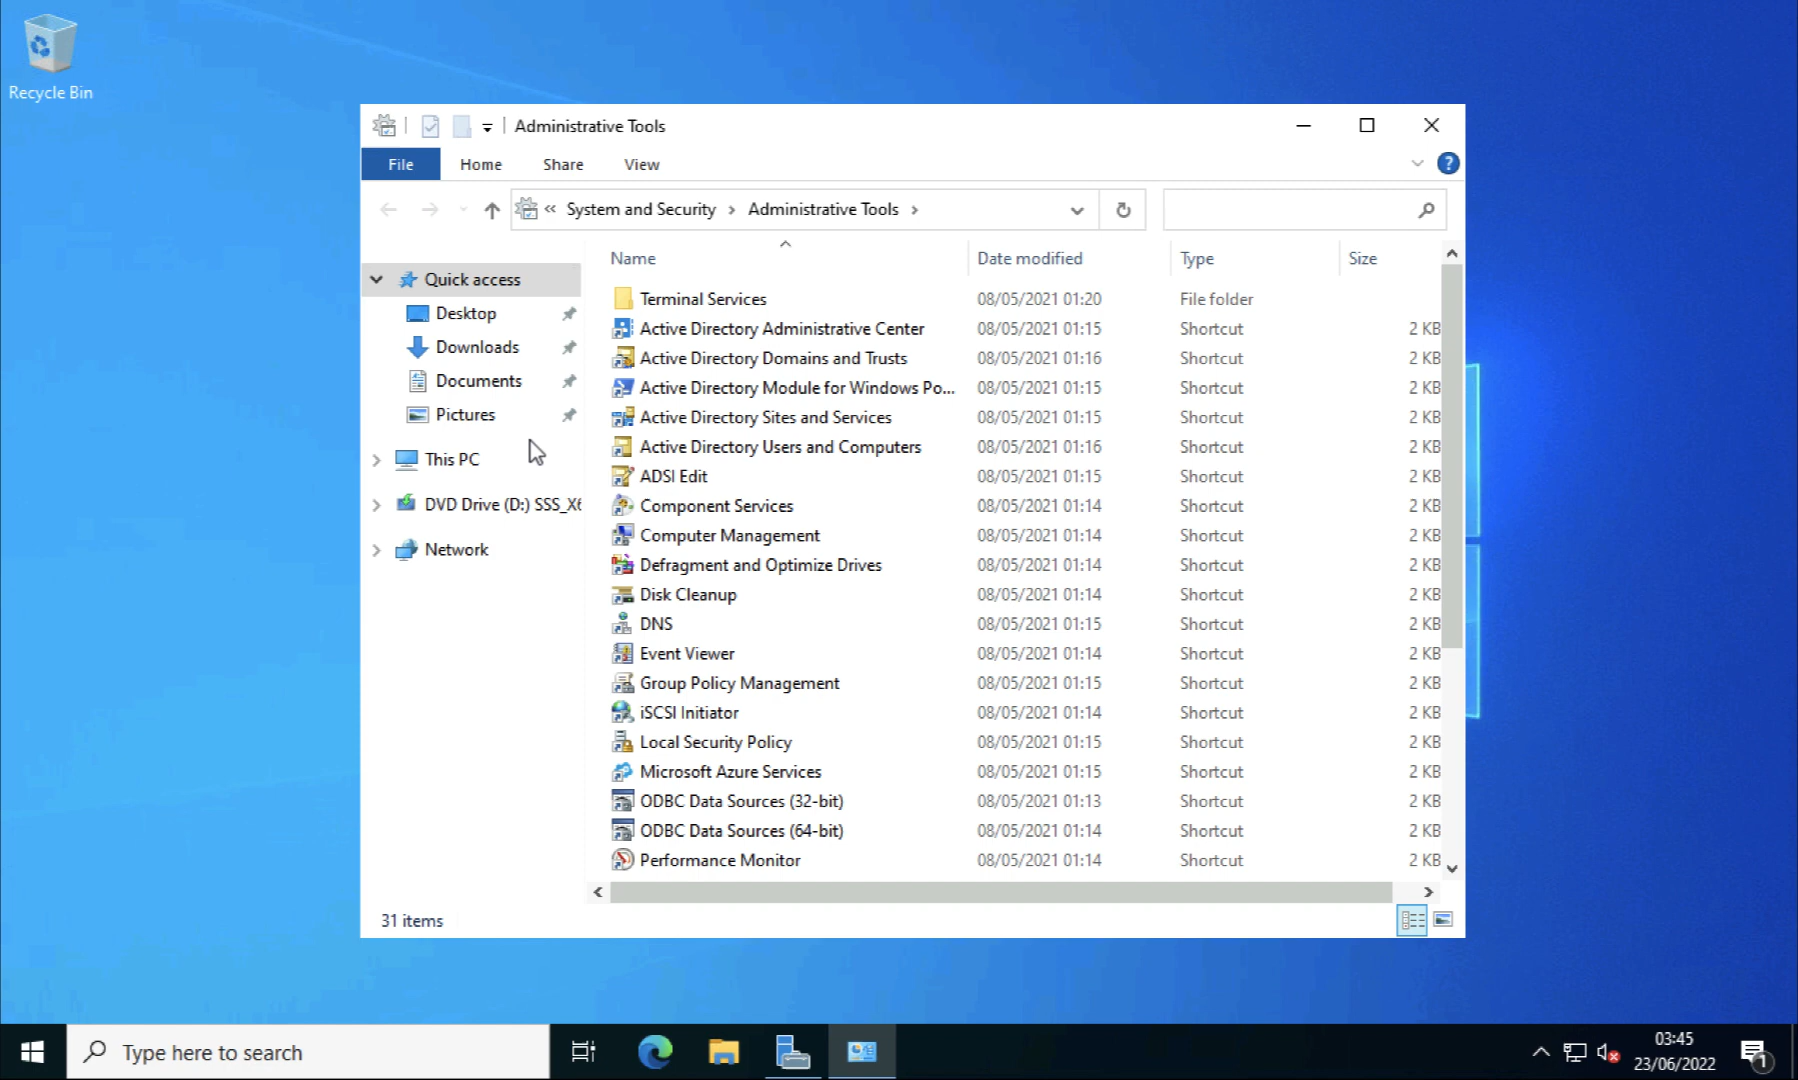 Recycle Bin
Administrative Tools
File Home Share View
« System and Security > Administrative Tools >
Name Date modified Type Size
Quick access
Desktop
Downloads
Documents
Pictures
This PC
DVD Drive (D:) SSS_X6
Network
Terminal Services 08/05/2021 01:20 File folder
Active Directory Administrative Center 08/05/2021 01:15 Shortcut 2 KB
Active Directory Domains and Trusts 08/05/2021 01:16 Shortcut 2 KB
Active Directory Module for Windows Po... 08/05/2021 01:15 Shortcut 2 KB
Active Directory Sites and Services 08/05/2021 01:15 Shortcut 2 KB
Active Directory Users and Computers 08/05/2021 01:16 Shortcut 2 KB
ADSI Edit 08/05/2021 01:15 Shortcut 2 KB
Component Services 08/05/2021 01:14 Shortcut 2 KB
Computer Management 08/05/2021 01:14 Shortcut 2 KB
Defragment and Optimize Drives 08/05/2021 01:14 Shortcut 2 KB
Disk Cleanup 08/05/2021 01:14 Shortcut 2 KB
DNS 08/05/2021 01:15 Shortcut 2 KB
Event Viewer 08/05/2021 01:14 Shortcut 2 KB
Group Policy Management 08/05/2021 01:15 Shortcut 2 KB
iSCSI Initiator 08/05/2021 01:14 Shortcut 2 KB
Local Security Policy 08/05/2021 01:15 Shortcut 2 KB
Microsoft Azure Services 08/05/2021 01:15 Shortcut 2 KB
ODBC Data Sources (32-bit) 08/05/2021 01:13 Shortcut 2 KB
ODBC Data Sources (64-bit) 08/05/2021 01:14 Shortcut 2 KB
Performance Monitor 08/05/2021 01:14 Shortcut 2 KB
31 items
Type here to search
03:45
23/06/2022
1